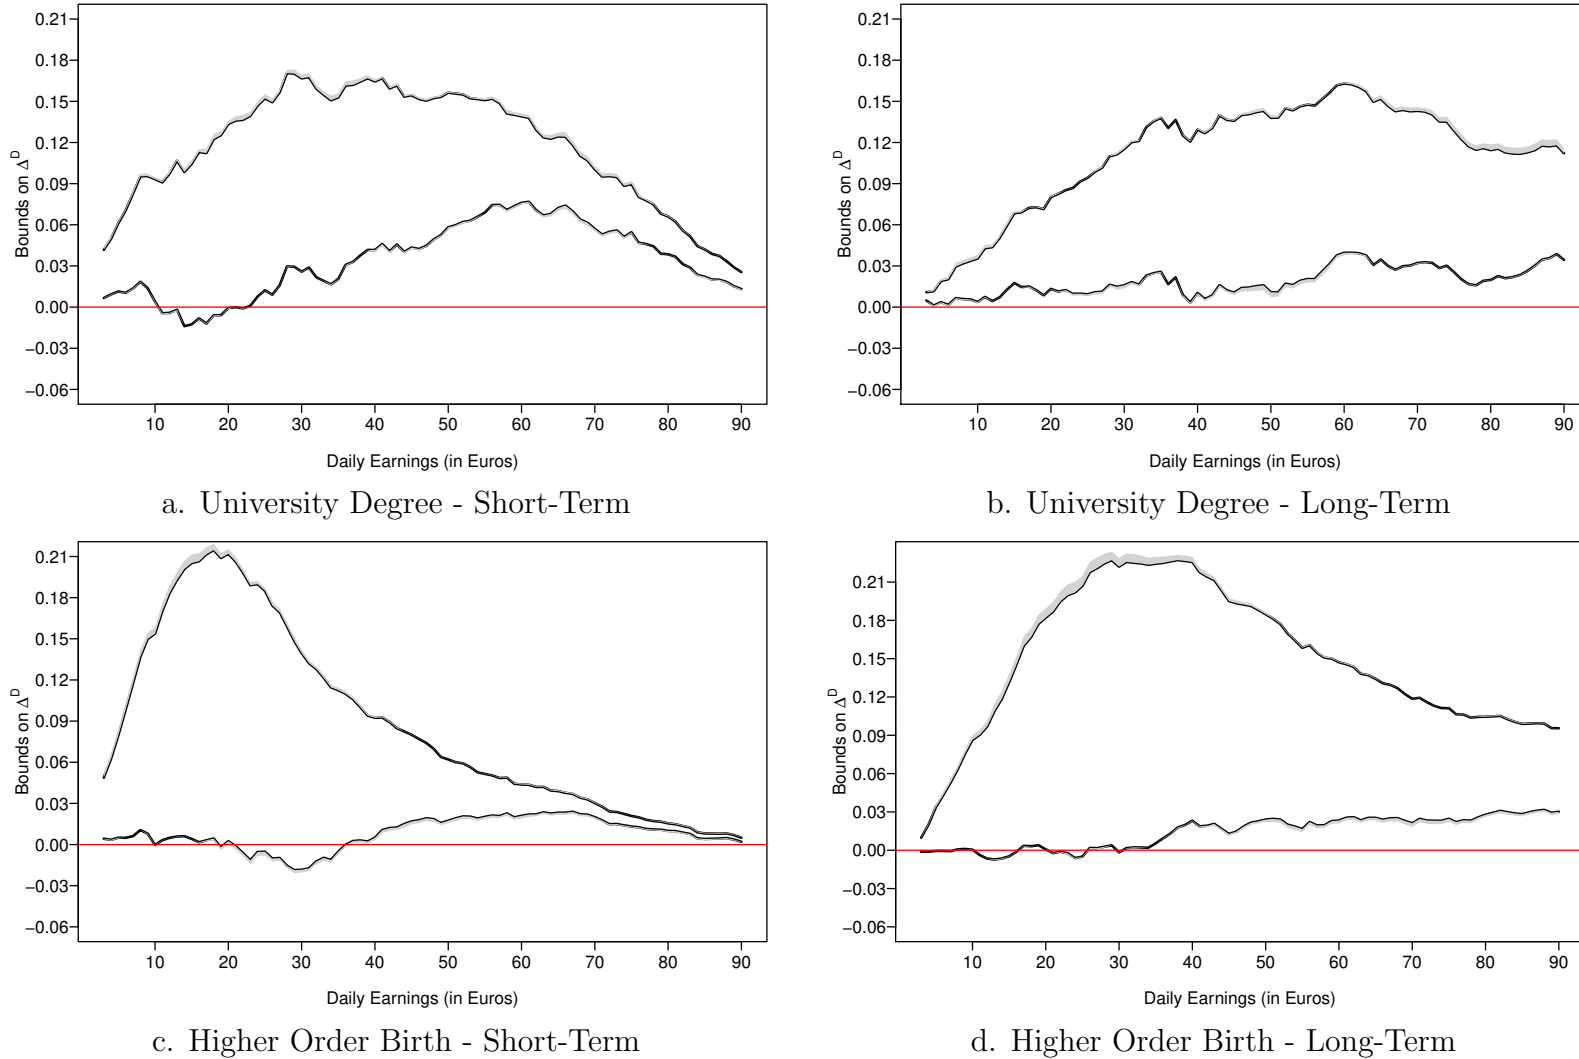 0.21
0.18
0.15
0.12
0.09
0.06
0.03
0.00
−0.03
−0.06
Bounds on Δ^D
10 20 30 40 50 60 70 80 90
Daily Earnings (in Euros)
a. University Degree - Short-Term
0.21
0.18
0.15
0.12
0.09
0.06
0.03
0.00
−0.03
−0.06
Bounds on Δ^D
10 20 30 40 50 60 70 80 90
Daily Earnings (in Euros)
b. University Degree - Long-Term
0.21
0.18
0.15
0.12
0.09
0.06
0.03
0.00
−0.03
−0.06
Bounds on Δ^D
10 20 30 40 50 60 70 80 90
Daily Earnings (in Euros)
c. Higher Order Birth - Short-Term
0.21
0.18
0.15
0.12
0.09
0.06
0.03
0.00
−0.03
−0.06
Bounds on Δ^D
10 20 30 40 50 60 70 80 90
Daily Earnings (in Euros)
d. Higher Order Birth - Long-Term